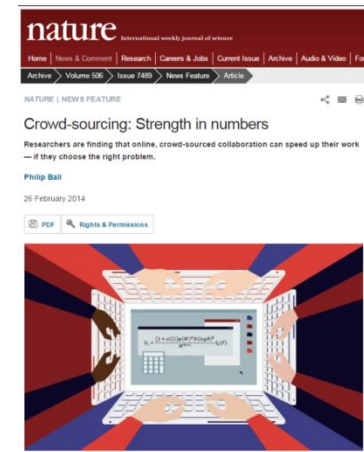 nature International weekly journal of science
Home | News & Comment | Research | Careers & Jobs | Current Issue | Archive | Audio & Video | For
Archive Volume 506 Issue 7489 News Feature Article
NATURE | NEWS FEATURE
Crowd-sourcing: Strength in numbers
Researchers are finding that online, crowd-sourced collaboration can speed up their work
— if they choose the right problem.
Philip Ball
26 February 2014
PDF Rights & Permissions